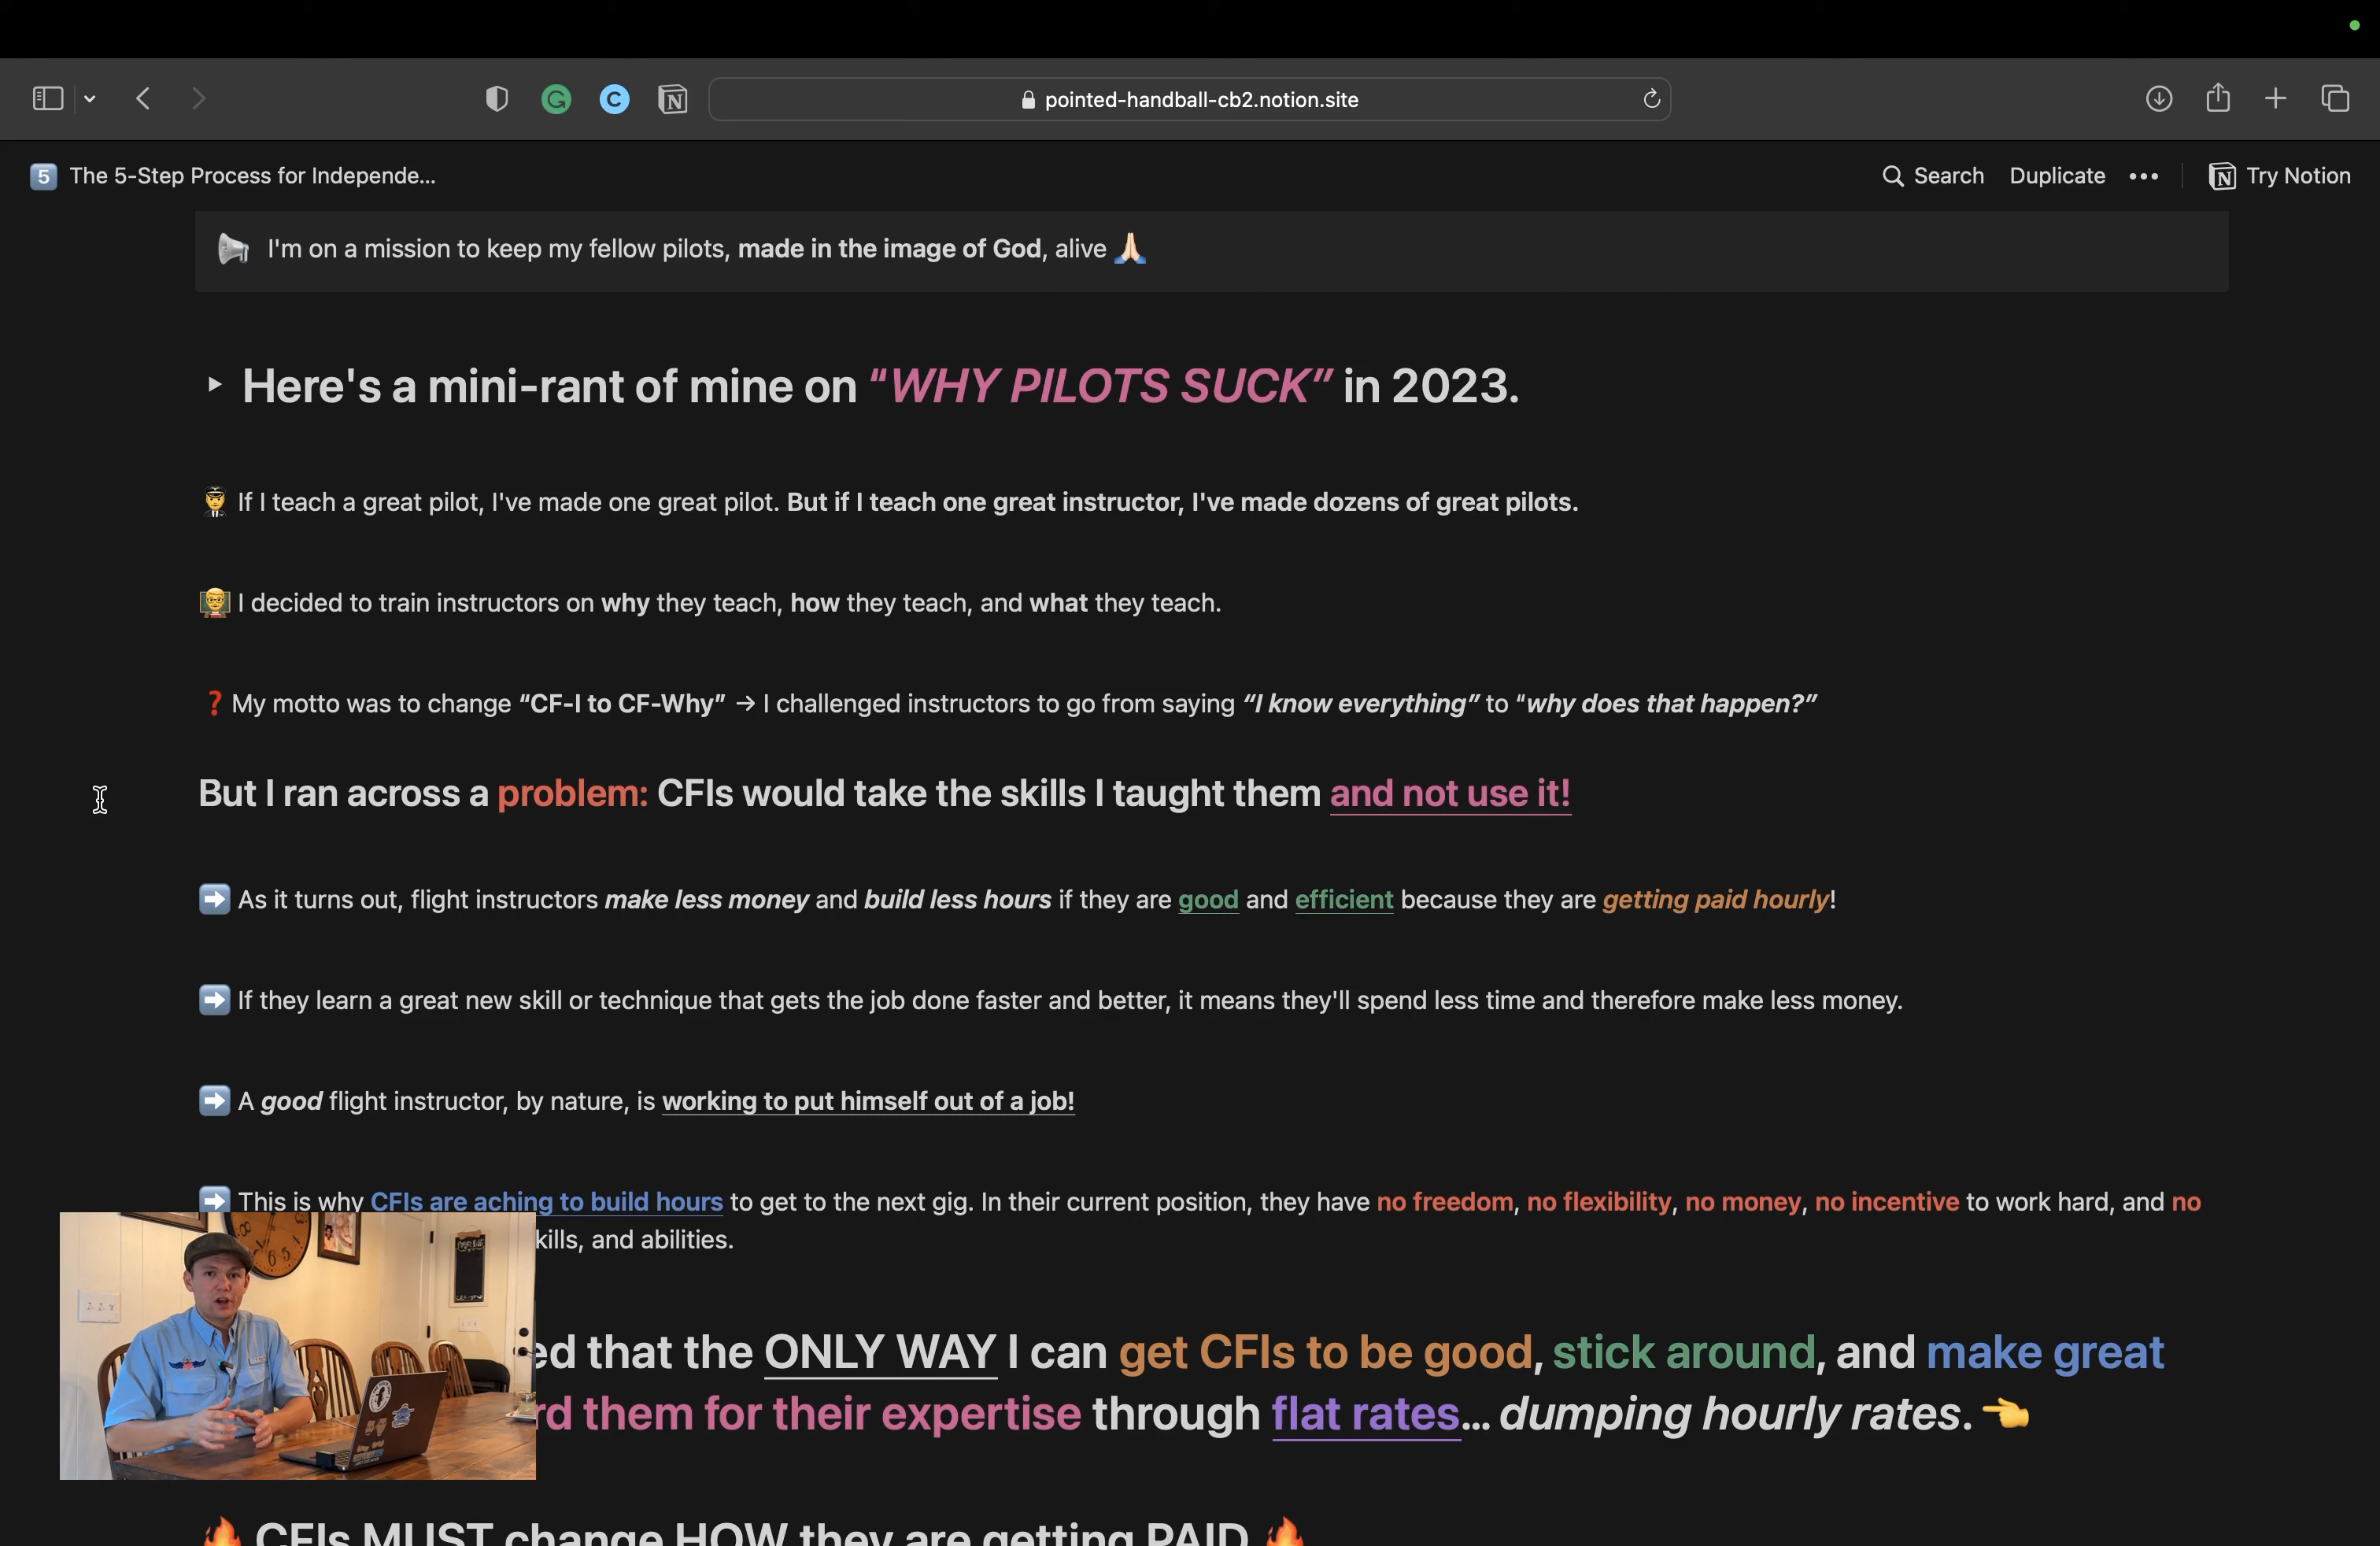 pointed-handball-cb2.notion.site
5 The 5-Step Process for Independe...
Search Duplicate ••• Try Notion
I'm on a mission to keep my fellow pilots, made in the image of God, alive 🙏🏻
Here's a mini-rant of mine on “WHY PILOTS SUCK” in 2023.
If I teach a great pilot, I've made one great pilot. But if I teach one great instructor, I've made dozens of great pilots.
I decided to train instructors on why they teach, how they teach, and what they teach.
❓ My motto was to change “CF-I to CF-Why” → I challenged instructors to go from saying “I know everything” to “why does that happen?”
But I ran across a problem: CFIs would take the skills I taught them and not use it!
➡️ As it turns out, flight instructors make less money and build less hours if they are good and efficient because they are getting paid hourly!
➡️ If they learn a great new skill or technique that gets the job done faster and better, it means they'll spend less time and therefore make less money.
➡️ A good flight instructor, by nature, is working to put himself out of a job!
➡️ This is why CFIs are aching to build hours to get to the next gig. In their current position, they have no freedom, no flexibility, no money, no incentive to work hard, and no
kills, and abilities.
ed that the ONLY WAY I can get CFIs to be good, stick around, and make great
rd them for their expertise through flat rates... dumping hourly rates. 👈
🔥 CFIs MUST change HOW they are getting PAID 🔥